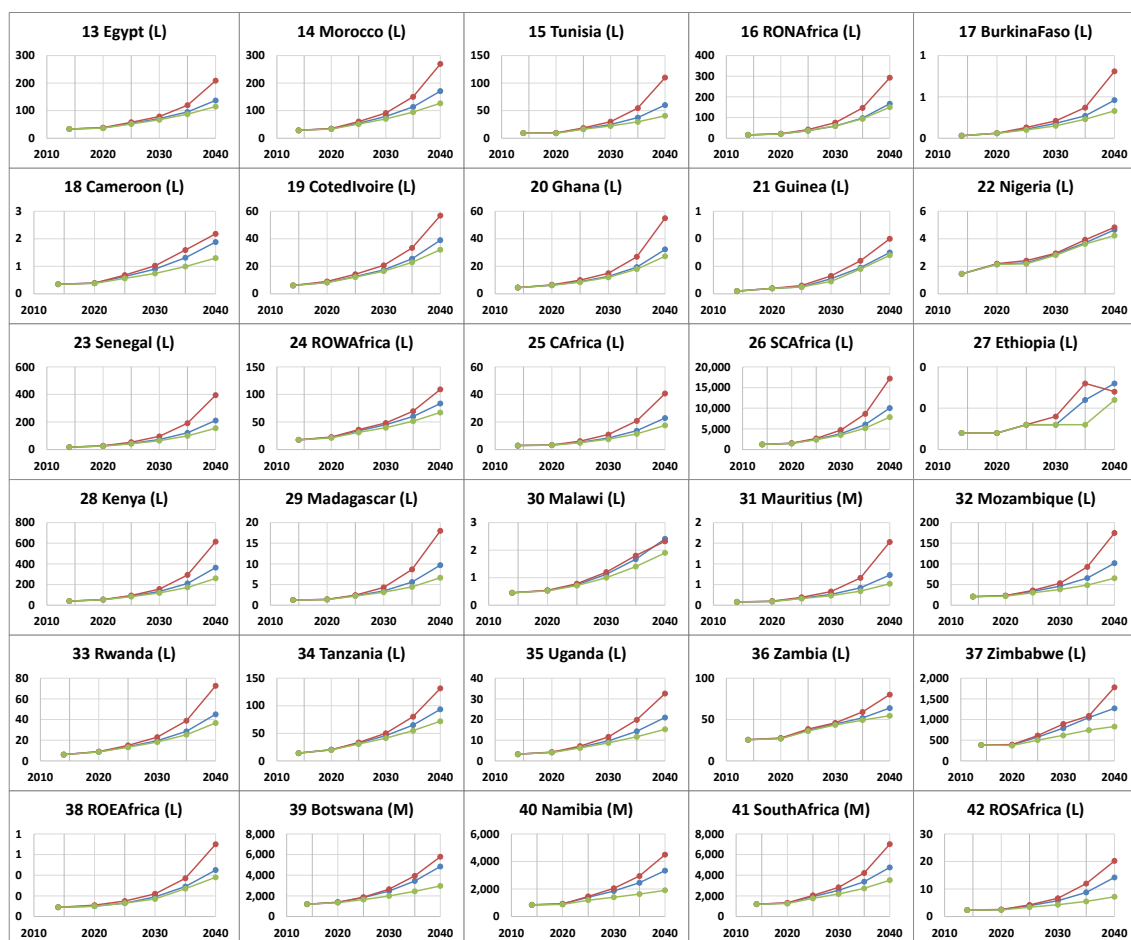 13 Egypt (L)
300
200
100
0
2010 2020 2030 2040
14 Morocco (L)
300
200
100
0
2010 2020 2030 2040
15 Tunisia (L)
150
100
50
0
2010 2020 2030 2040
16 RONAfrica (L)
400
300
200
100
0
2010 2020 2030 2040
17 BurkinaFaso (L)
1
1
0
2010 2020 2030 2040
18 Cameroon (L)
3
2
1
0
2010 2020 2030 2040
19 CotedIvoire (L)
60
40
20
0
2010 2020 2030 2040
20 Ghana (L)
60
40
20
0
2010 2020 2030 2040
21 Guinea (L)
1
0
0
0
2010 2020 2030 2040
22 Nigeria (L)
6
4
2
0
2010 2020 2030 2040
23 Senegal (L)
600
400
200
0
2010 2020 2030 2040
24 ROWAfrica (L)
150
100
50
0
2010 2020 2030 2040
25 CAfrica (L)
60
40
20
0
2010 2020 2030 2040
26 SCAfrica (L)
20,000
15,000
10,000
5,000
0
2010 2020 2030 2040
27 Ethiopia (L)
0
0
0
2010 2020 2030 2040
28 Kenya (L)
800
600
400
200
0
2010 2020 2030 2040
29 Madagascar (L)
20
15
10
5
0
2010 2020 2030 2040
30 Malawi (L)
3
2
1
0
2010 2020 2030 2040
31 Mauritius (M)
2
2
1
1
0
2010 2020 2030 2040
32 Mozambique (L)
200
150
100
50
0
2010 2020 2030 2040
33 Rwanda (L)
80
60
40
20
0
2010 2020 2030 2040
34 Tanzania (L)
150
100
50
0
2010 2020 2030 2040
35 Uganda (L)
40
30
20
10
0
2010 2020 2030 2040
36 Zambia (L)
100
50
0
2010 2020 2030 2040
37 Zimbabwe (L)
2,000
1,500
1,000
500
0
2010 2020 2030 2040
38 ROEAfrica (L)
1
1
0
0
0
2010 2020 2030 2040
39 Botswana (M)
8,000
6,000
4,000
2,000
0
2010 2020 2030 2040
40 Namibia (M)
6,000
4,000
2,000
0
2010 2020 2030 2040
41 SouthAfrica (M)
8,000
6,000
4,000
2,000
0
2010 2020 2030 2040
42 ROSAfrica (L)
30
20
10
0
2010 2020 2030 2040